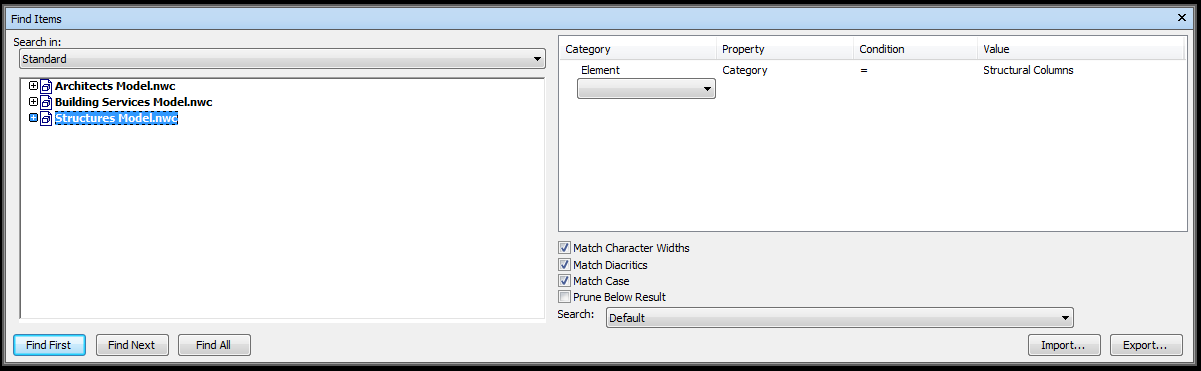 Find Items
Search in:
Standard
Architects Model.nwc
Building Services Model.nwc
Structures Model.nwc
Category Property Condition Value
Element Category = Structural Columns
Match Character Widths
Match Diacritics
Match Case
Prune Below Result
Search: Default
Find First Find Next Find All Import... Export...